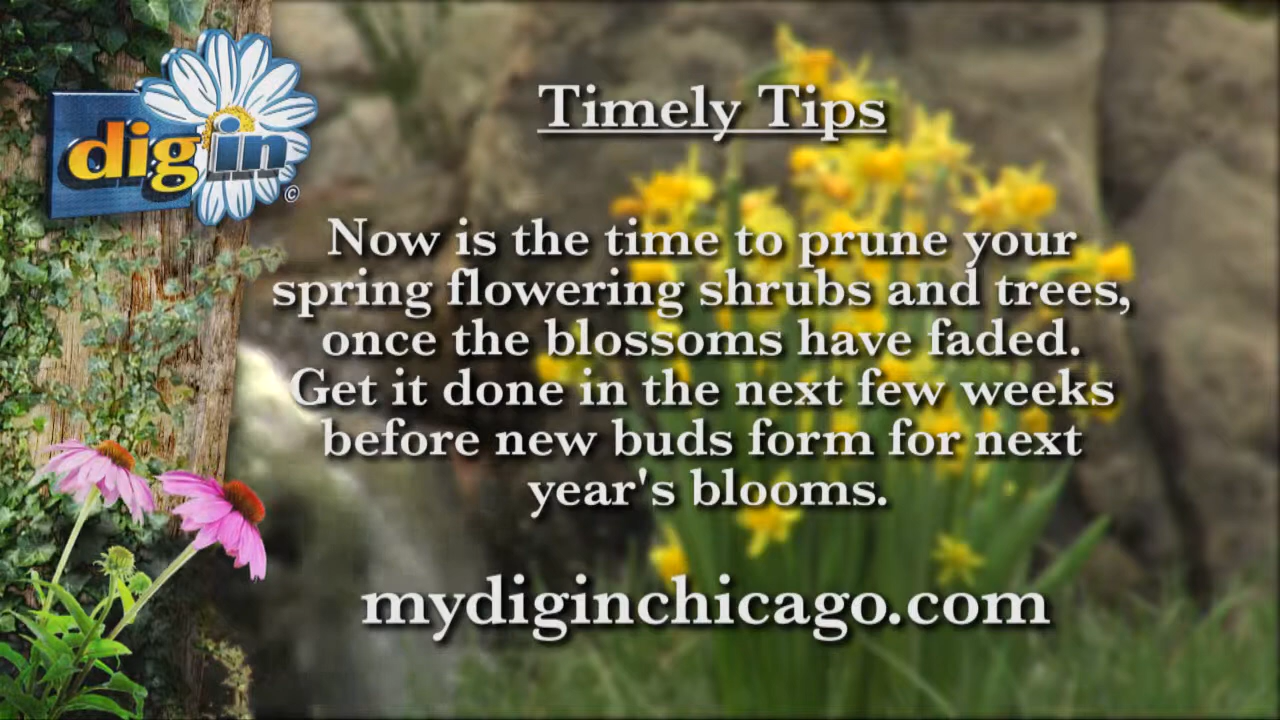 dig in ©
Timely Tips
Now is the time to prune your
spring flowering shrubs and trees,
once the blossoms have faded.
Get it done in the next few weeks
before new buds form for next
year's blooms.
mydiginchicago.com